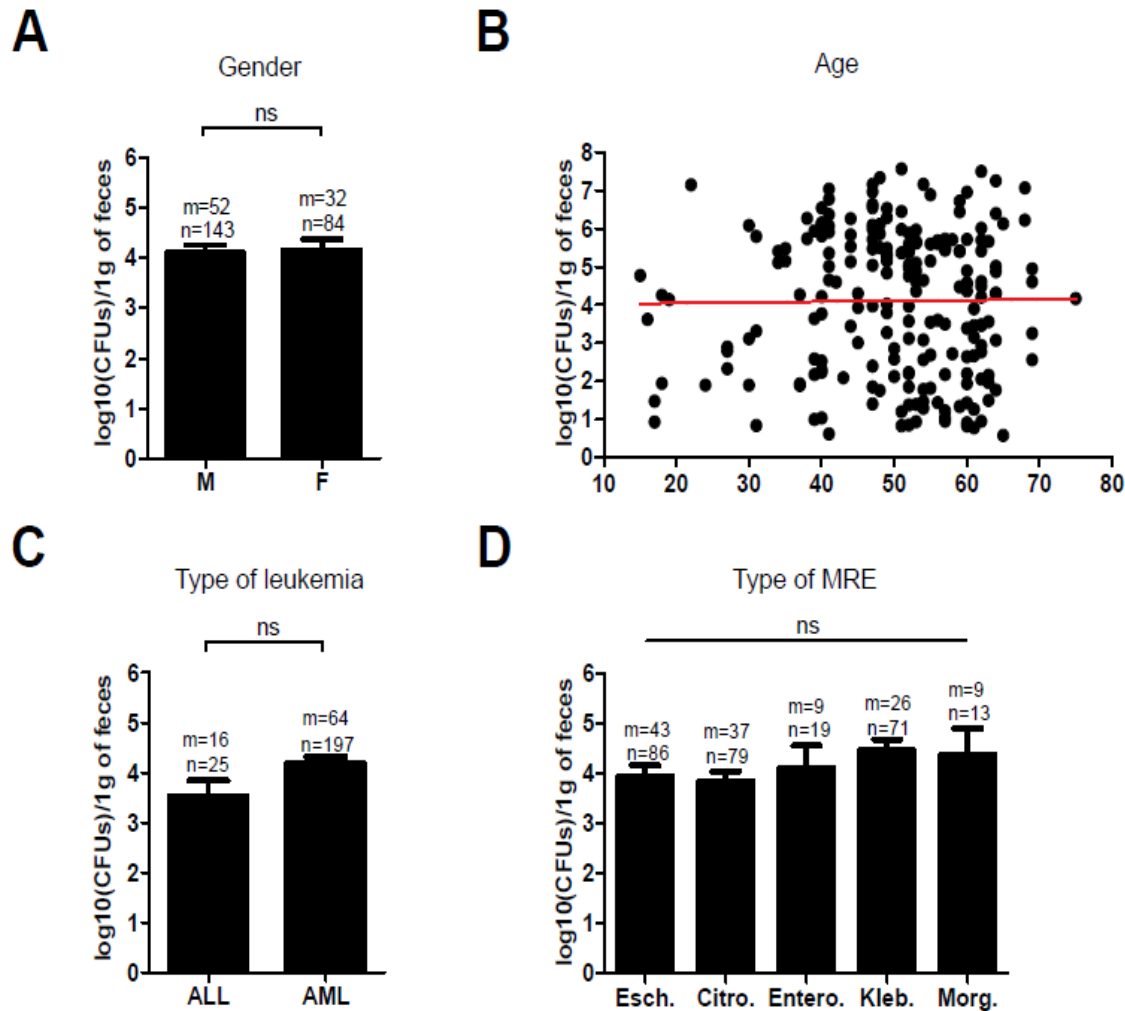 A
Gender
ns
m=52
n=143
m=32
n=84
log10(CFUs)/1g of feces
6
5
4
3
2
1
0
M F
B
Age
log10(CFUs)/1g of feces
8
7
6
5
4
3
2
1
0
10 20 30 40 50 60 70 80
C
Type of leukemia
ns
m=16
n=25
m=64
n=197
log10(CFUs)/1g of feces
6
5
4
3
2
1
0
ALL AML
D
Type of MRE
ns
m=43
n=86
m=37
n=79
m=9
n=19
m=26
n=71
m=9
n=13
log10(CFUs)/1g of feces
6
5
4
3
2
1
0
Esch. Citro. Entero. Kleb. Morg.